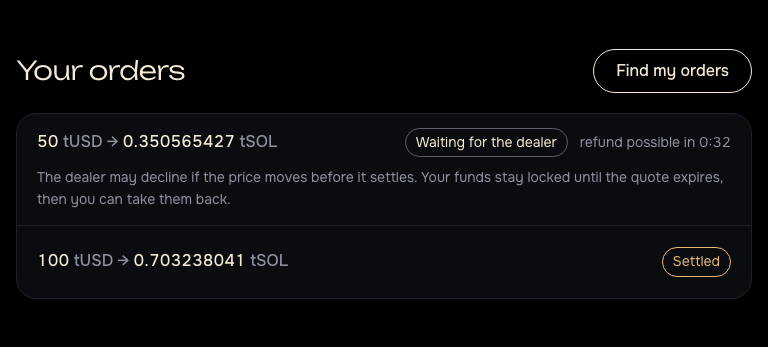 Your orders
Find my orders
50 tUSD → 0.350565427 tSOL
Waiting for the dealer
refund possible in 0:32
The dealer may decline if the price moves before it settles. Your funds stay locked until the quote expires,
then you can take them back.
100 tUSD → 0.703238041 tSOL
Settled